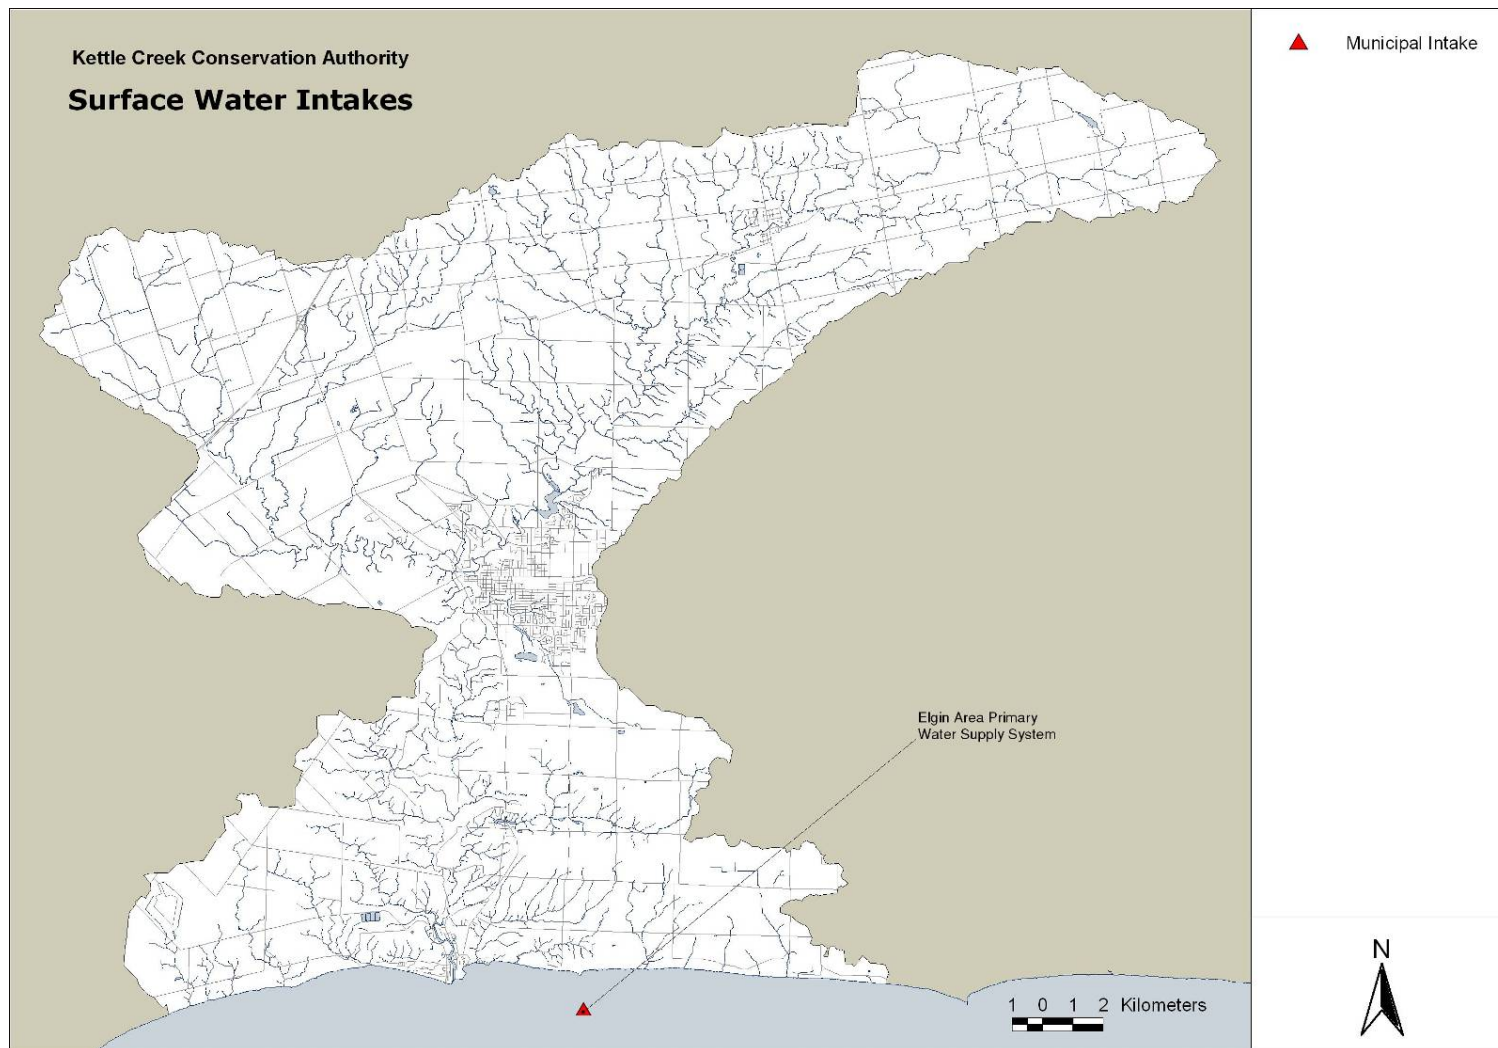 Kettle Creek Conservation Authority
Surface Water Intakes
Municipal Intake
Elgin Area Primary
Water Supply System
N
1 0 1 2 Kilometers